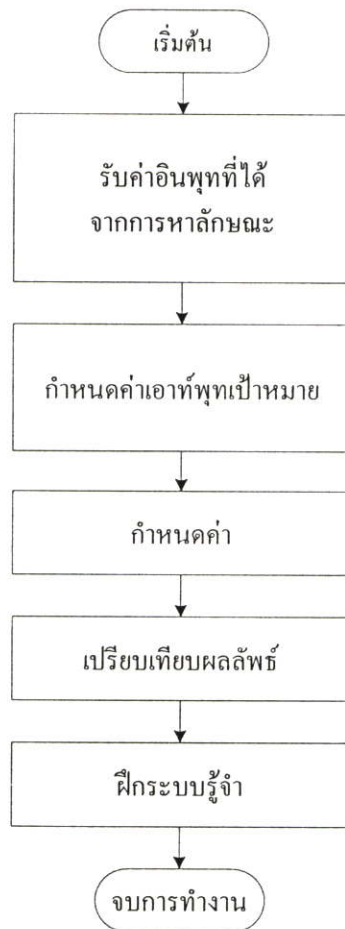 เริ่มต้น
รับค่าอินพุทที่ได้
จากการหาลักษณะ
กำหนดค่าเอาท์พุทเป้าหมาย
กำหนดค่า
เปรียบเทียบผลลัพธ์
ฝึกระบบรู้จำ
จบการทำงาน